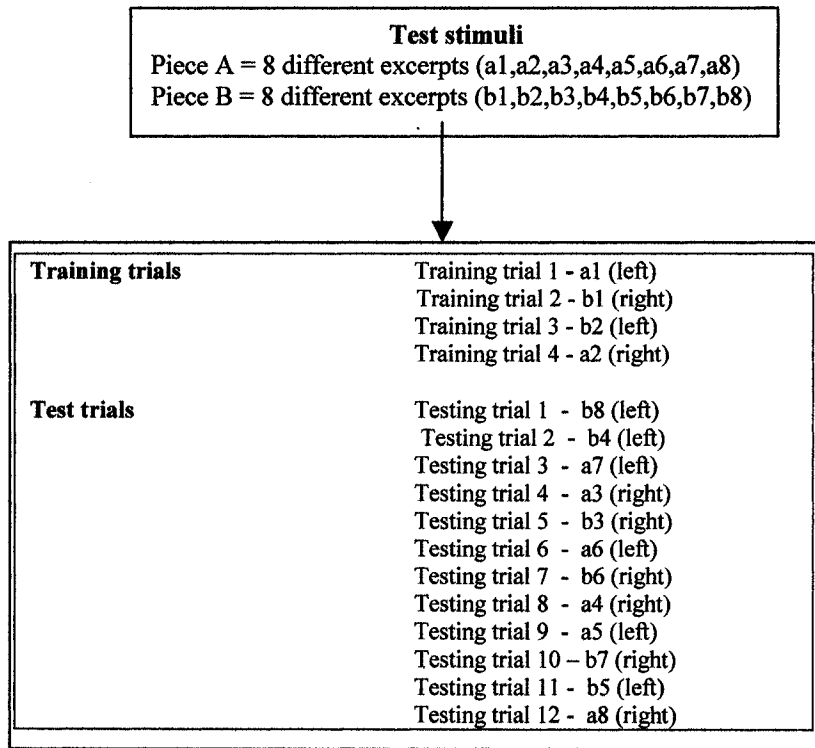 Test stimuli
Piece A = 8 different excerpts (a1,a2,a3,a4,a5,a6,a7,a8)
Piece B = 8 different excerpts (b1,b2,b3,b4,b5,b6,b7,b8)
Training trials Training trial 1 - a1 (left)
Training trial 2 - b1 (right)
Training trial 3 - b2 (left)
Training trial 4 - a2 (right)
Test trials Testing trial 1 - b8 (left)
Testing trial 2 - b4 (left)
Testing trial 3 - a7 (left)
Testing trial 4 - a3 (right)
Testing trial 5 - b3 (right)
Testing trial 6 - a6 (left)
Testing trial 7 - b6 (right)
Testing trial 8 - a4 (right)
Testing trial 9 - a5 (left)
Testing trial 10 – b7 (right)
Testing trial 11 - b5 (left)
Testing trial 12 - a8 (right)